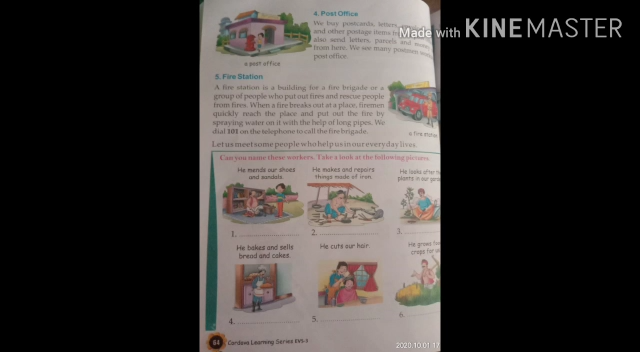 4. Post Office
We buy postcards, letters,
and other postage items
also send letters, parcels and
from here. We see many postmen
post office.
a post office
Made with KINEMASTER
5. Fire Station
A fire station is a building for a fire brigade or a
group of people who put out fires and rescue people
from fires. When a fire breaks out at a place, firemen
quickly reach the place and put out the fire by
spraying water on it with the help of long pipes. We
dial 101 on the telephone to call the fire brigade.
a fire station
Let us meet some people who help us in our everyday lives.
Can you name these workers. Take a look at the following pictures.
He mends our shoes
and sandals.
He makes and repairs
things made of iron.
He looks after
plants in our
1.
2.
3.
He bakes and sells
bread and cakes.
He cuts our hair.
He grows
crops for
4.
5.
6.
64 Cordova Learning Series EVS-
2020.10.01 17